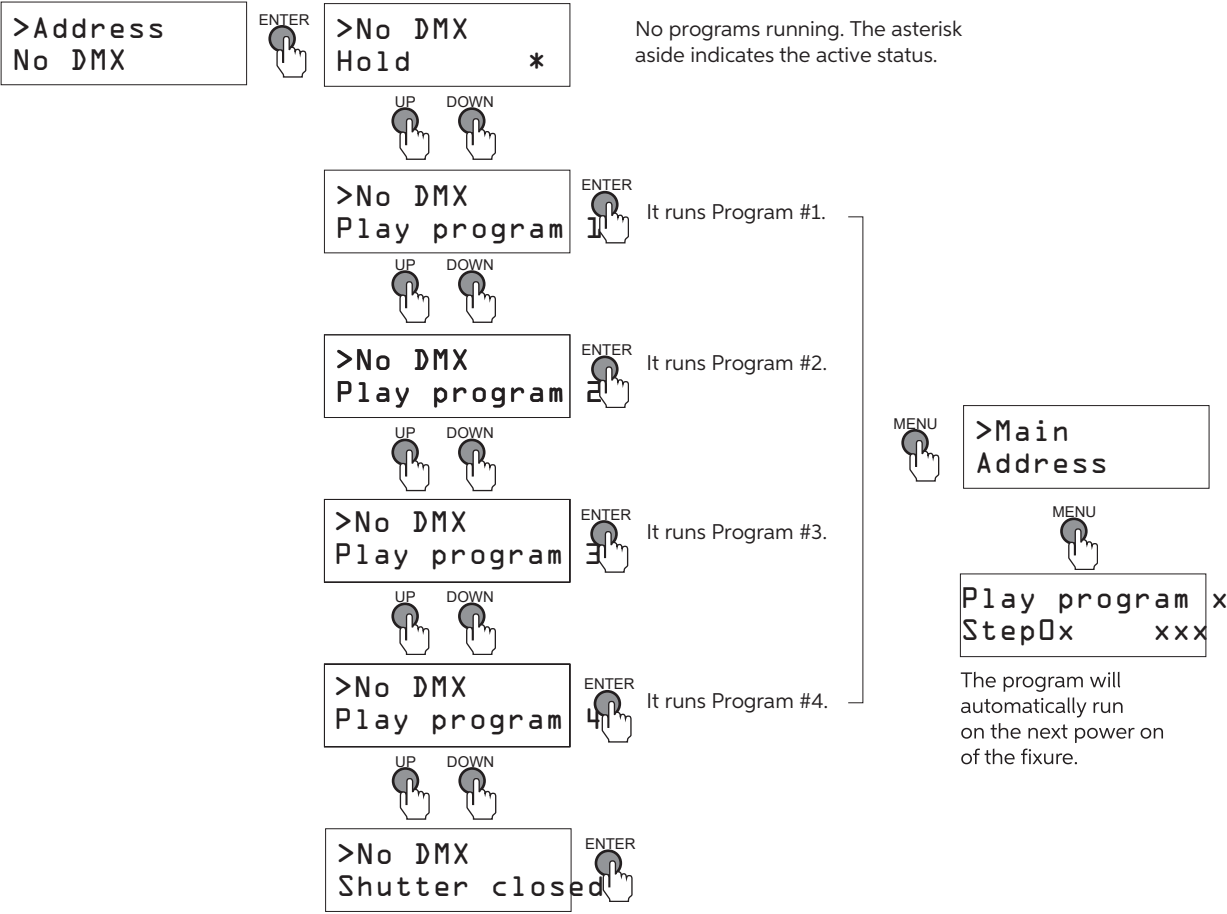 >Address
No DMX
ENTER
>No DMX
Hold *
No programs running. The asterisk
aside indicates the active status.
UP DOWN
>No DMX
Play program 1
ENTER
It runs Program #1.
UP DOWN
>No DMX
Play program 2
ENTER
It runs Program #2.
UP DOWN
>No DMX
Play program 3
ENTER
It runs Program #3.
UP DOWN
>No DMX
Play program 4
ENTER
It runs Program #4.
UP DOWN
>No DMX
Shutter closed
ENTER
MENU
>Main
Address
MENU
Play program x
Step0x xxx
The program will
automatically run
on the next power on
of the fixure.